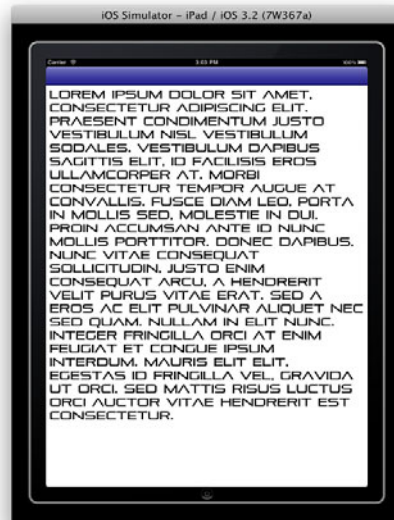 iOS Simulator – iPad / iOS 3.2 (7W367a)
Carrier 3:03 PM 100%
LOREM IPSUM DOLOR SIT AMET,
CONSECTETUR ADIPISCING ELIT.
PRAESENT CONDIMENTUM JUSTO
VESTIBULUM NISL VESTIBULUM
SODALES. VESTIBULUM DAPIBUS
SAGITTIS ELIT, ID FACILISIS EROS
ULLAMCORPER AT. MORBI
CONSECTETUR TEMPOR AUGUE AT
CONVALLIS. FUSCE DIAM LEO, PORTA
IN MOLLIS SED, MOLESTIE IN DUI.
PROIN ACCUMSAN ANTE ID NUNC
MOLLIS PORTTITOR. DONEC DAPIBUS,
NUNC VITAE CONSEQUAT
SOLLICITUDIN, JUSTO ENIM
CONSEQUAT ARCU, A HENDRERIT
VELIT PURUS VITAE ERAT. SED A
EROS AC ELIT PULVINAR ALIQUET NEC
SED QUAM. NULLAM IN ELIT NUNC.
INTEGER FRINGILLA ORCI AT ENIM
FEUGIAT ET CONGUE IPSUM
INTERDUM. MAURIS ELIT ELIT,
EGESTAS ID FRINGILLA VEL, GRAVIDA
UT ORCI. SED MATTIS RISUS LUCTUS
ORCI AUCTOR VITAE HENDRERIT EST
CONSECTETUR.